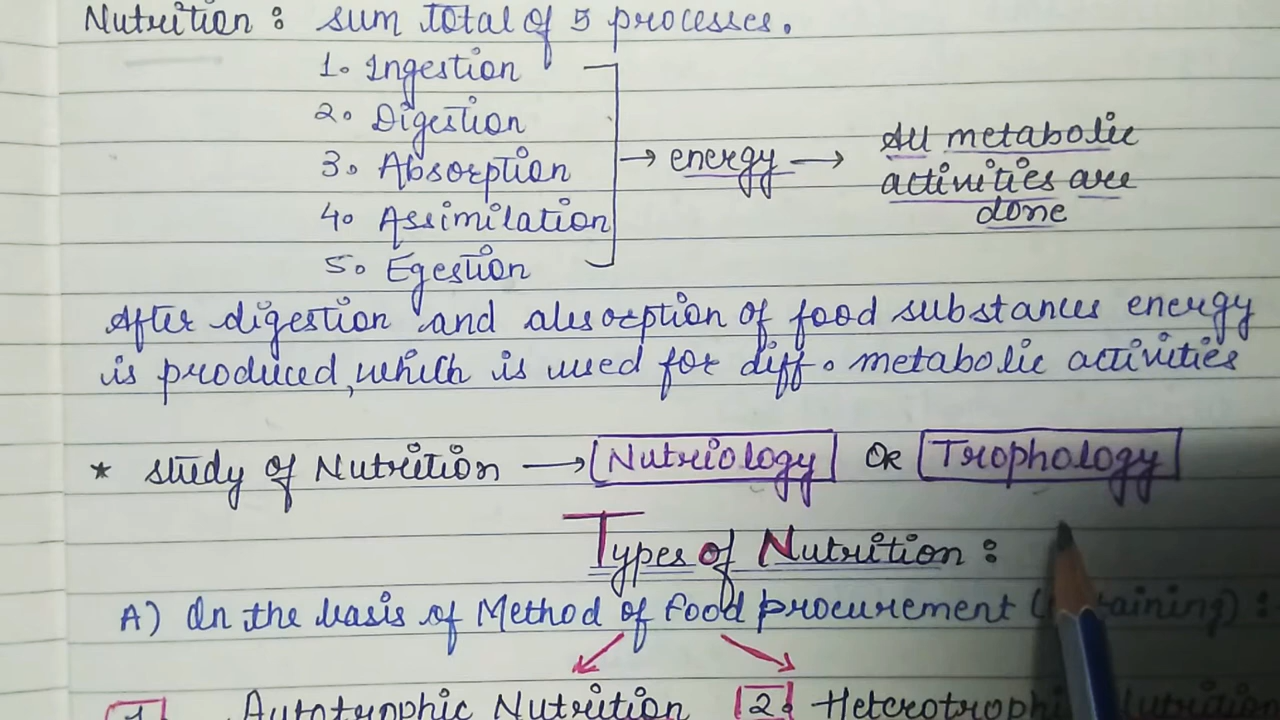 Nutrition : sum total of 5 processes.
1. Ingestion
2. Digestion
3. Absorption
4. Assimilation
5. Egestion
→ energy → All metabolic
activities are
done
After digestion and absorption of food substances energy
is produced, which is used for diff. metabolic activities
* study of Nutrition → Nutriology OR Trophology
Types of Nutrition :
A) On the basis of Method of food procurement ( :
1 Autotrophic Nutrition 2. Heterotrophic Nutrition